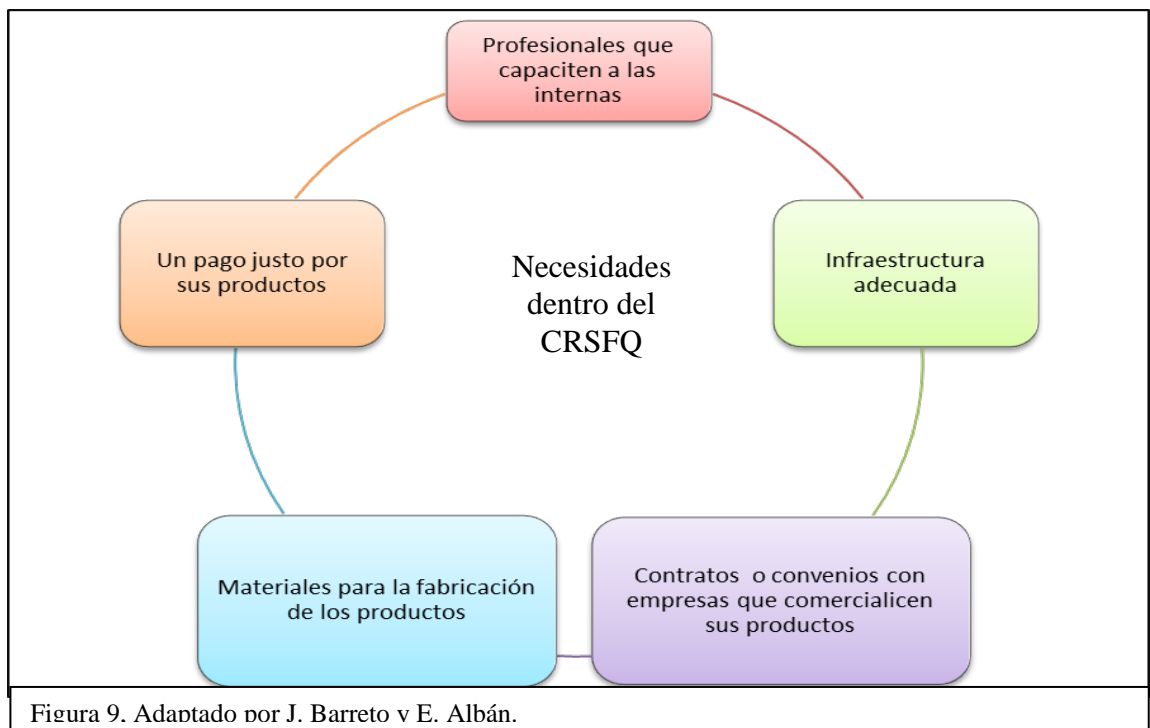 Profesionales que
capaciten a las
internas
Un pago justo por
sus productos
Necesidades
dentro del
CRSFQ
Infraestructura
adecuada
Materiales para la fabricación
de los productos
Contratos o convenios con
empresas que comercialicen
sus productos
Figura 9. Adaptado por J. Barreto y E. Albán.